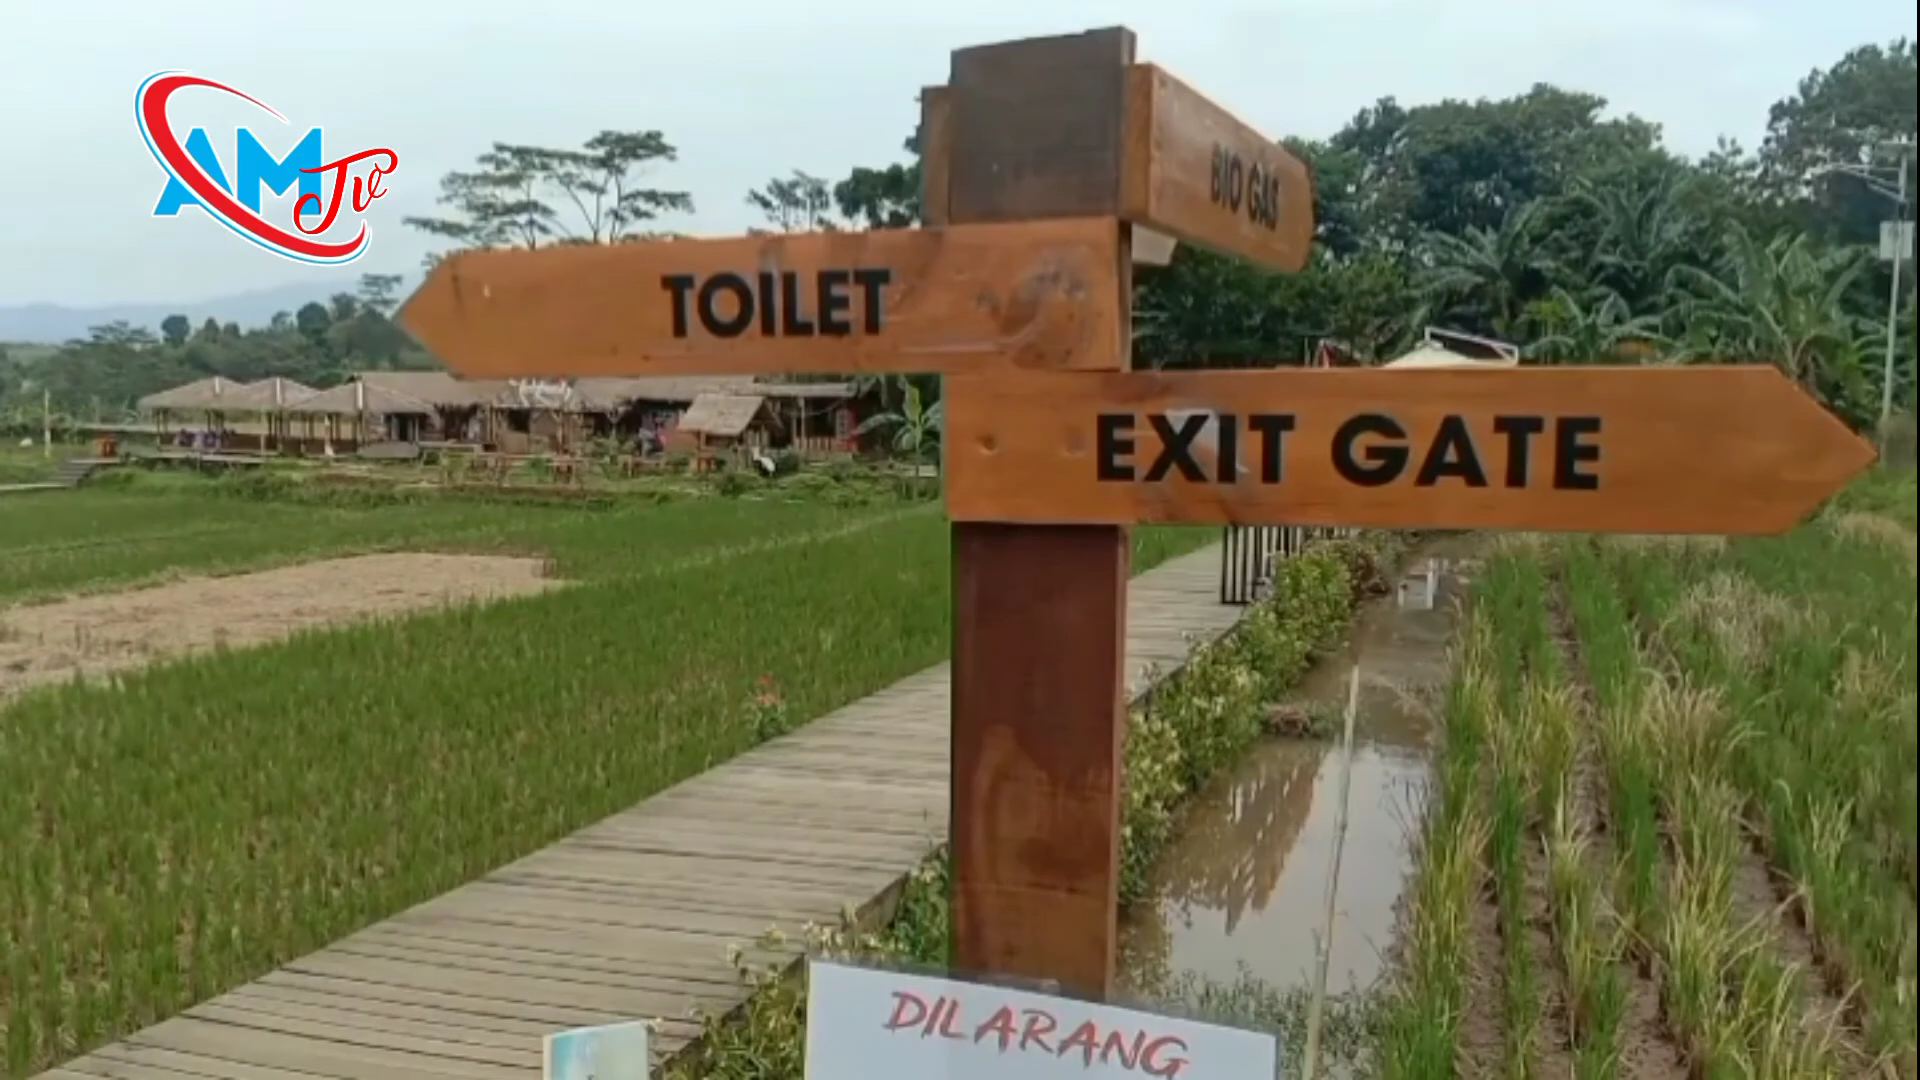 AM Tv
BIO GAS
TOILET
EXIT GATE
DILARANG